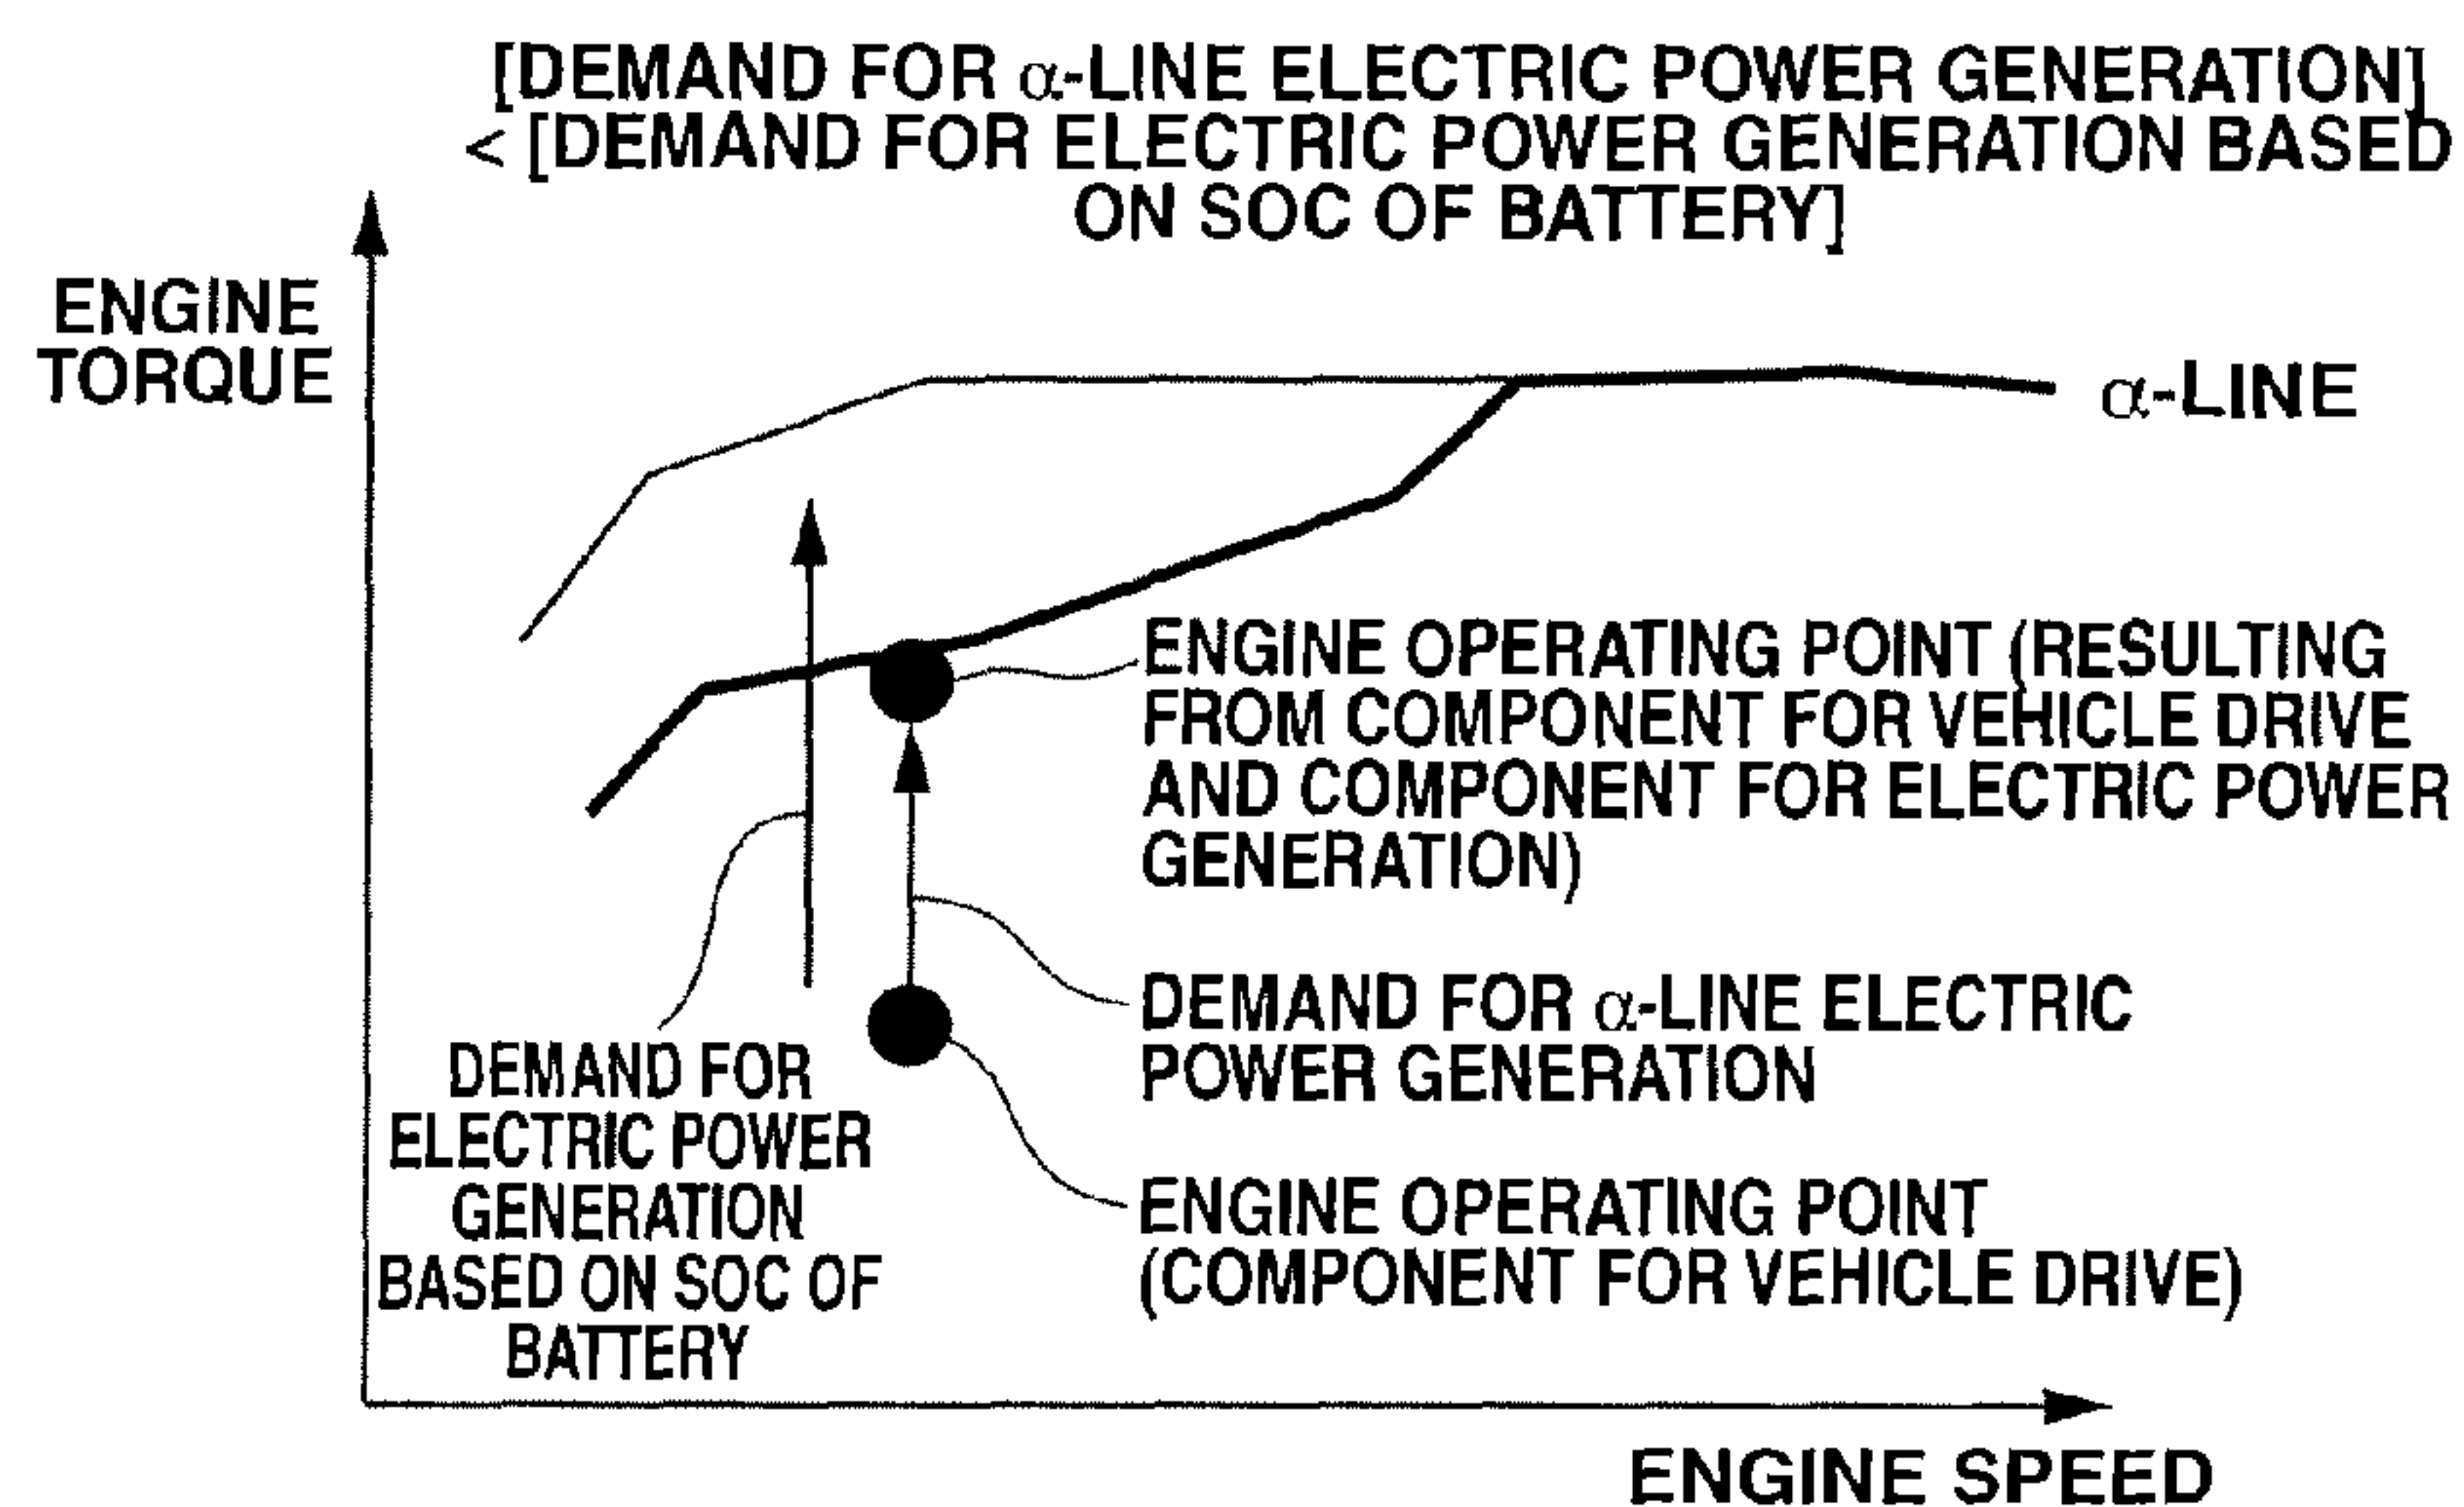 [DEMAND FOR α-LINE ELECTRIC POWER GENERATION]
< [DEMAND FOR ELECTRIC POWER GENERATION BASED
ON SOC OF BATTERY]
ENGINE
TORQUE
α-LINE
ENGINE OPERATING POINT (RESULTING
FROM COMPONENT FOR VEHICLE DRIVE
AND COMPONENT FOR ELECTRIC POWER
GENERATION)
DEMAND FOR α-LINE ELECTRIC
POWER GENERATION
ENGINE OPERATING POINT
(COMPONENT FOR VEHICLE DRIVE)
DEMAND FOR
ELECTRIC POWER
GENERATION
BASED ON SOC OF
BATTERY
ENGINE SPEED